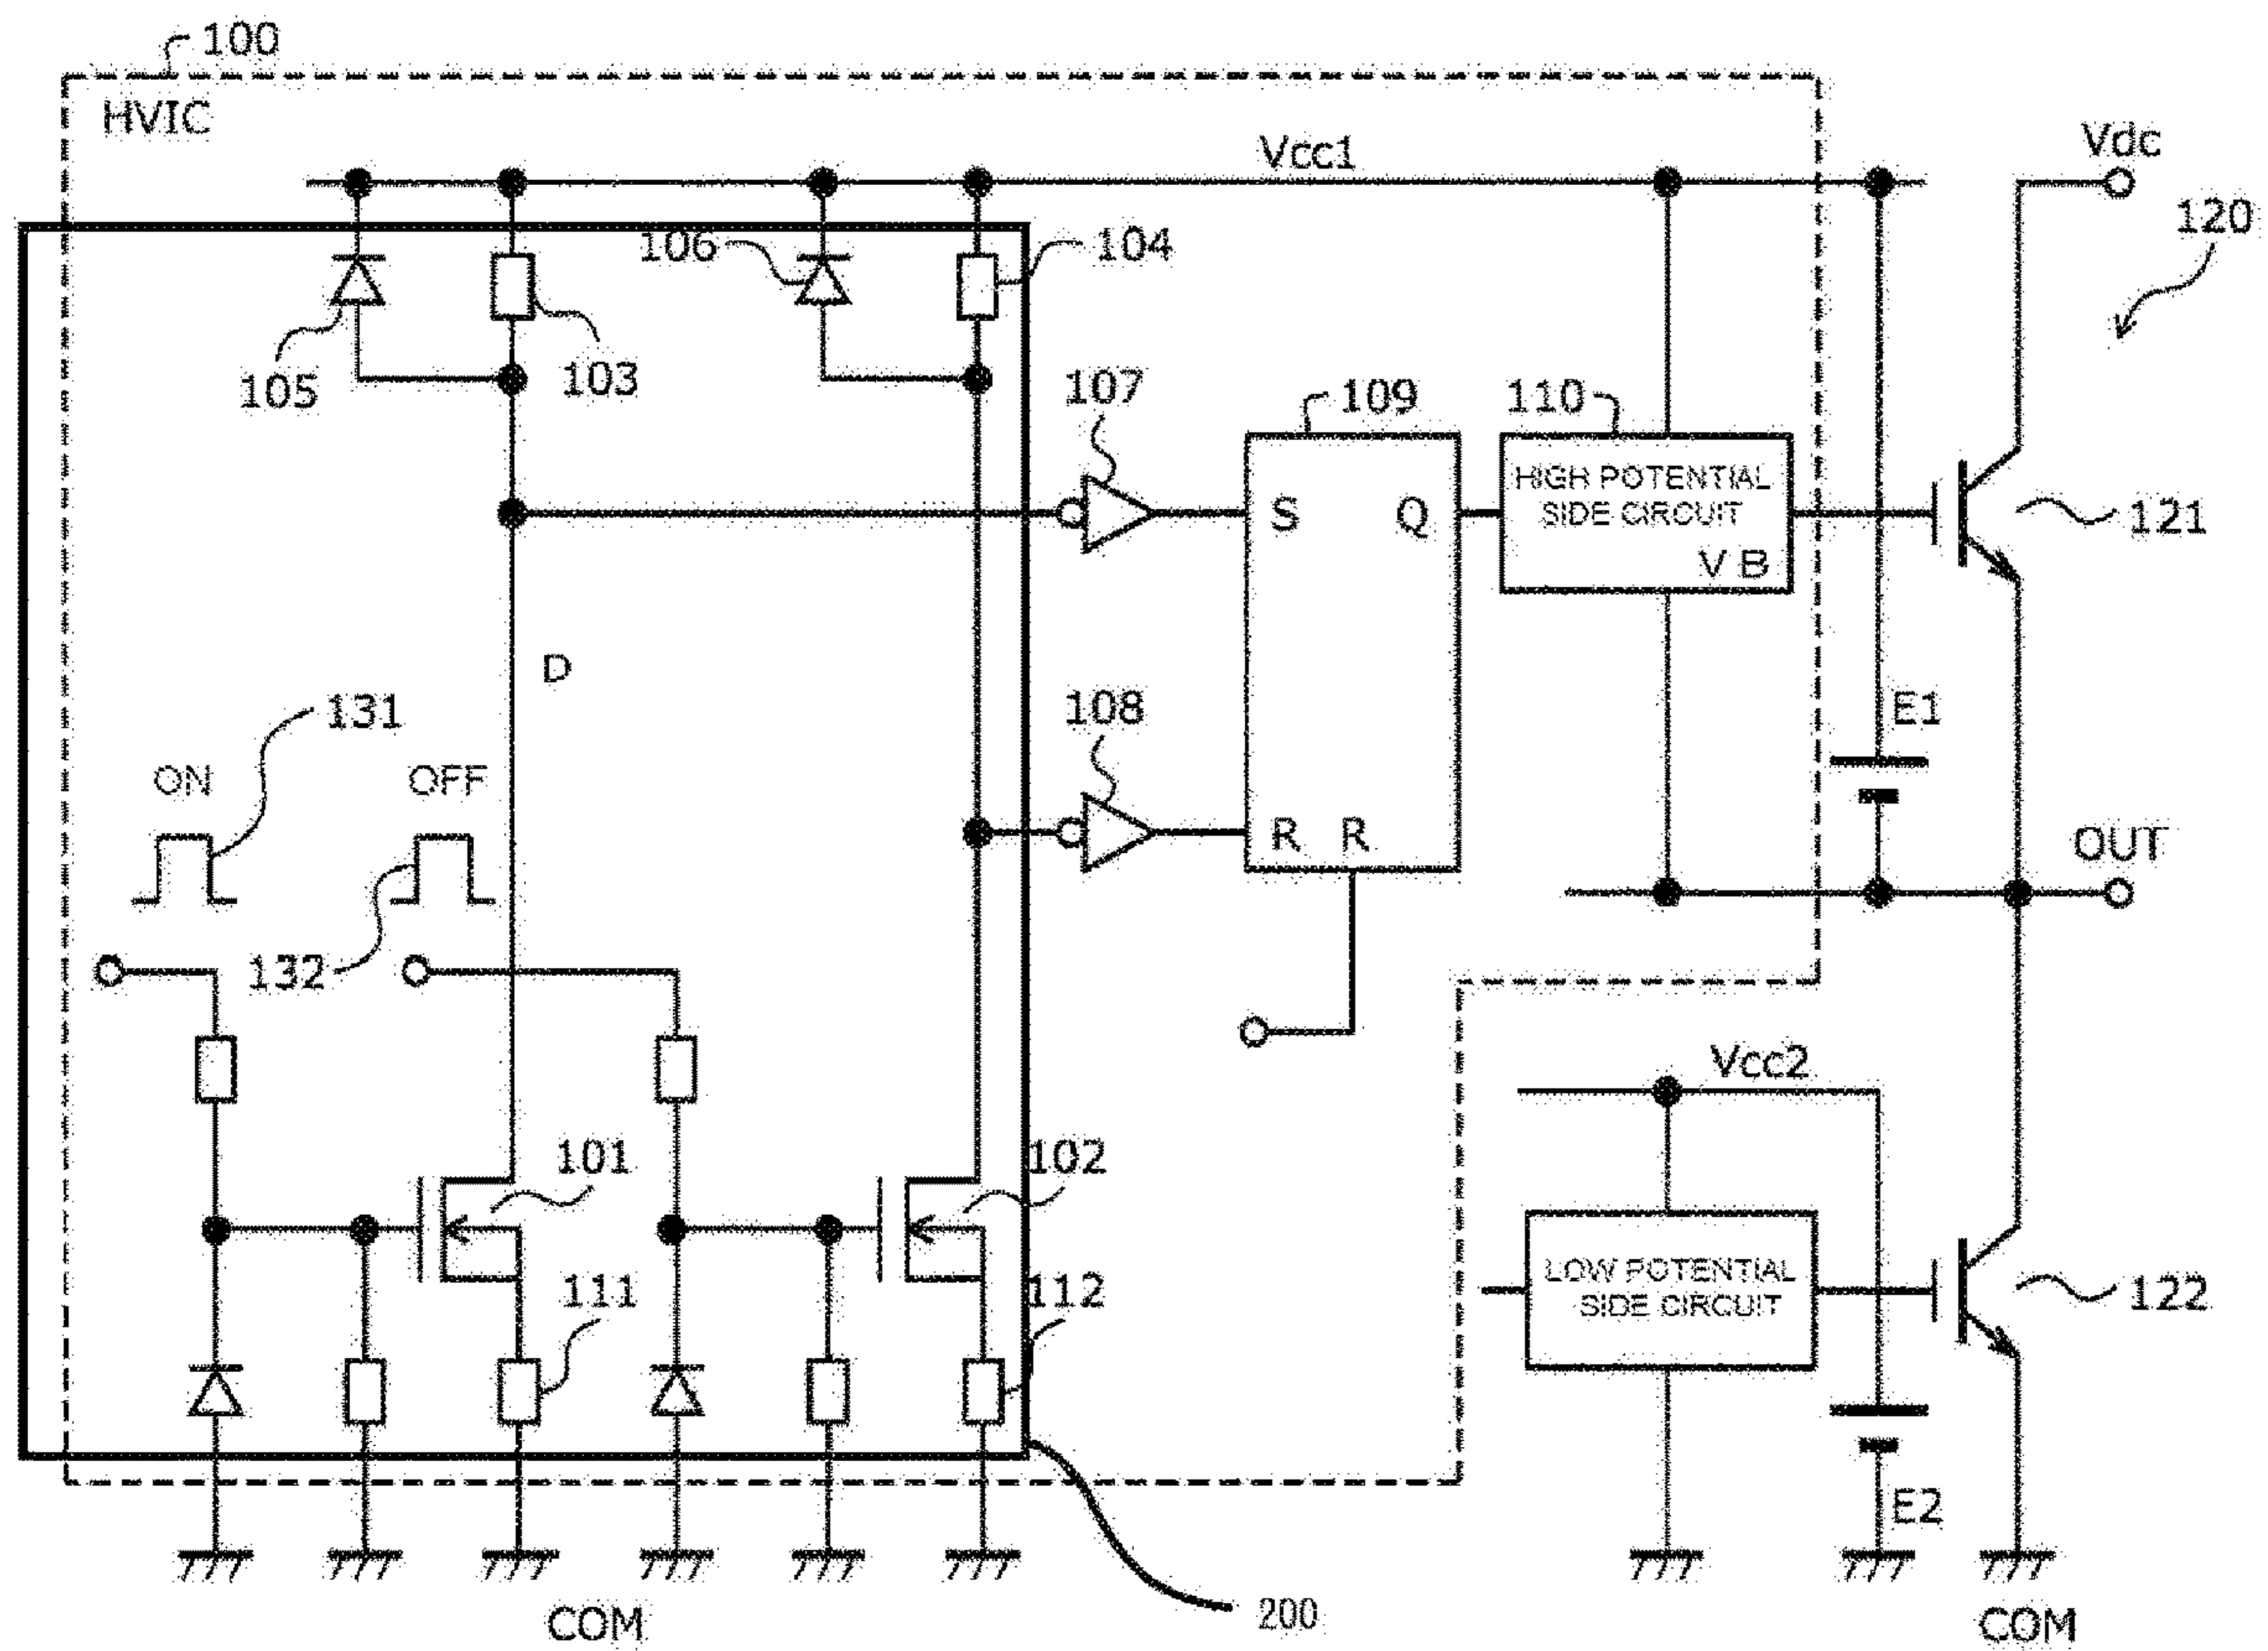 100
HVIC
Vcc1
Vdc
120
106
104
105
103
107
109
110
HIGH POTENTIAL
SIDE CIRCUIT
V B
S
Q
121
D
131
ON
OFF
108
E1
R
R
OUT
132
Vcc2
101
102
111
112
LOW POTENTIAL
SIDE CIRCUIT
122
E2
200
COM
COM